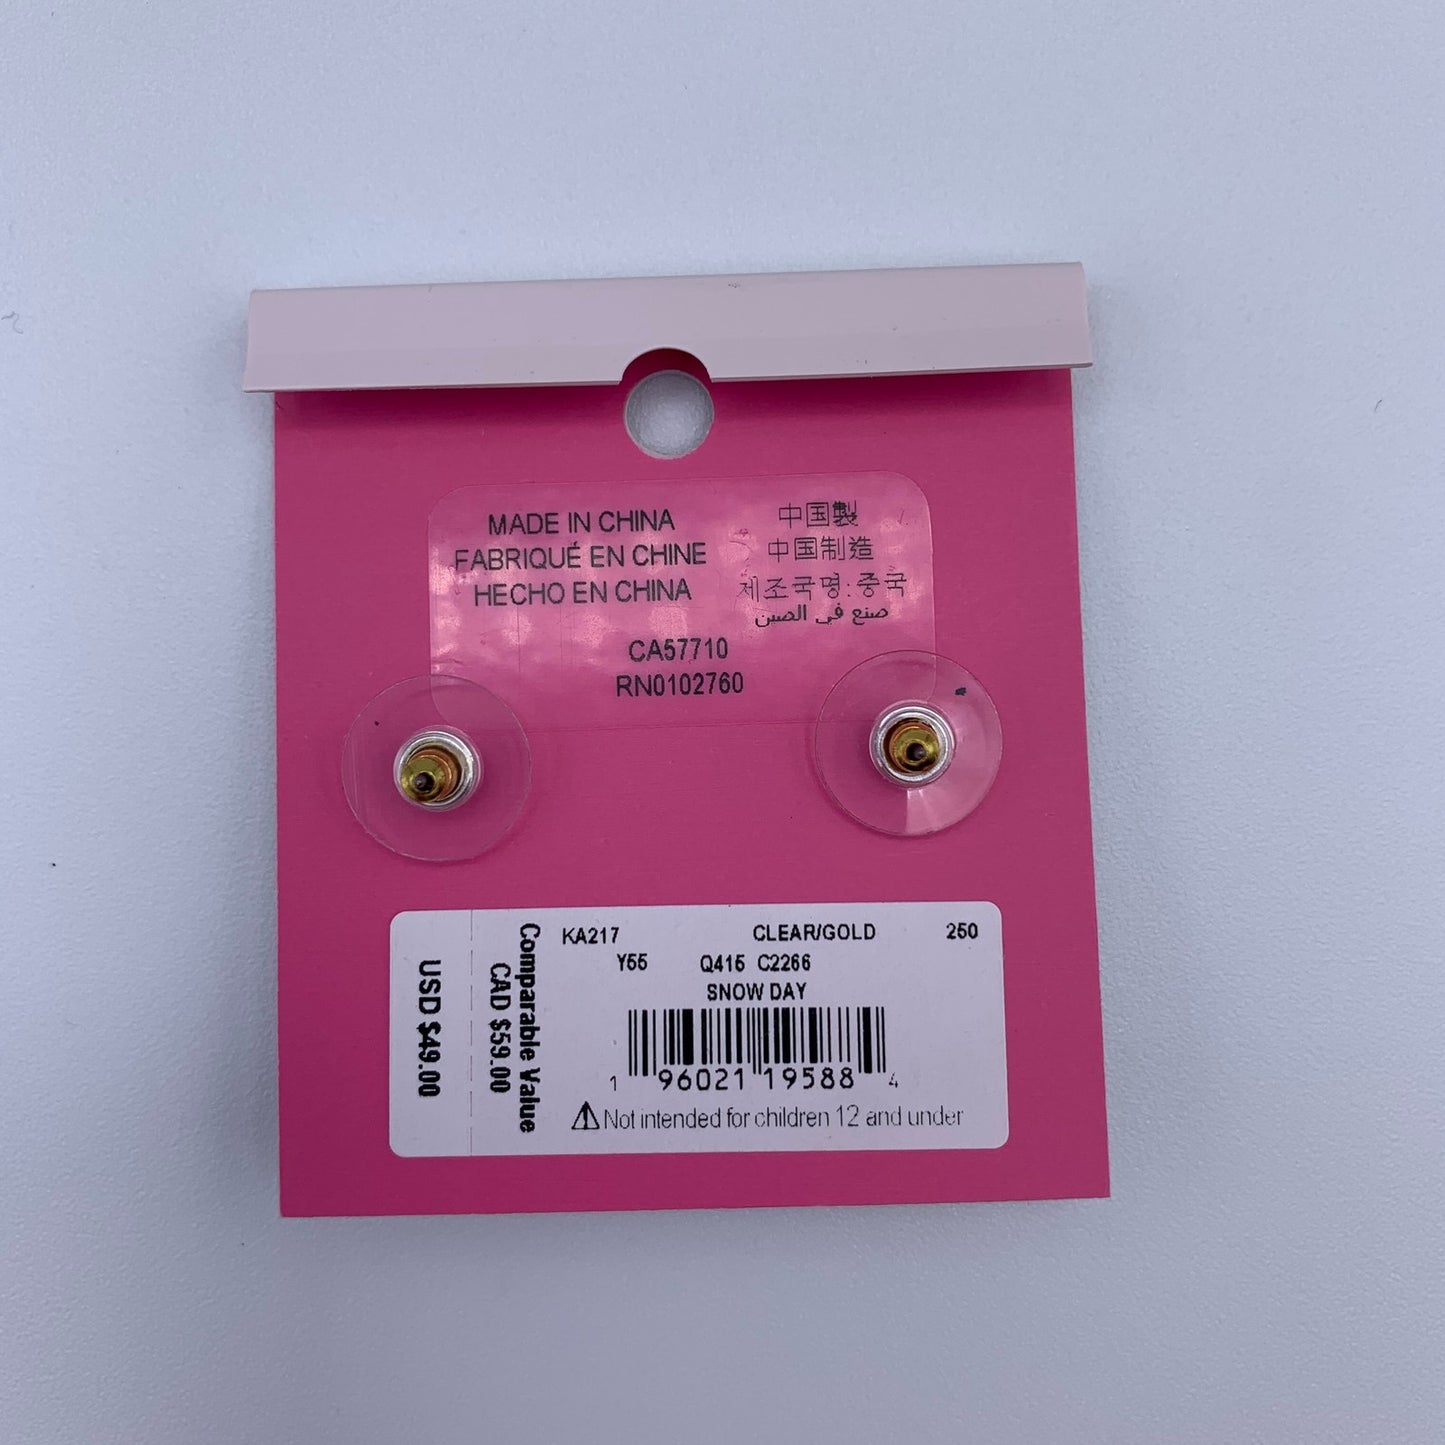 MADE IN CHINA
FABRIQUÉ EN CHINE
HECHO EN CHINA
中国製
中国制造
제조국명:중국
صنع في الصين
CA57710
RN0102760
USD $49.00
Comparable Value
CAD $59.00
KA217 CLEAR/GOLD 250
Y55 Q415 C2266
SNOW DAY
1 96021 19588 4
⚠ Not intended for children 12 and under